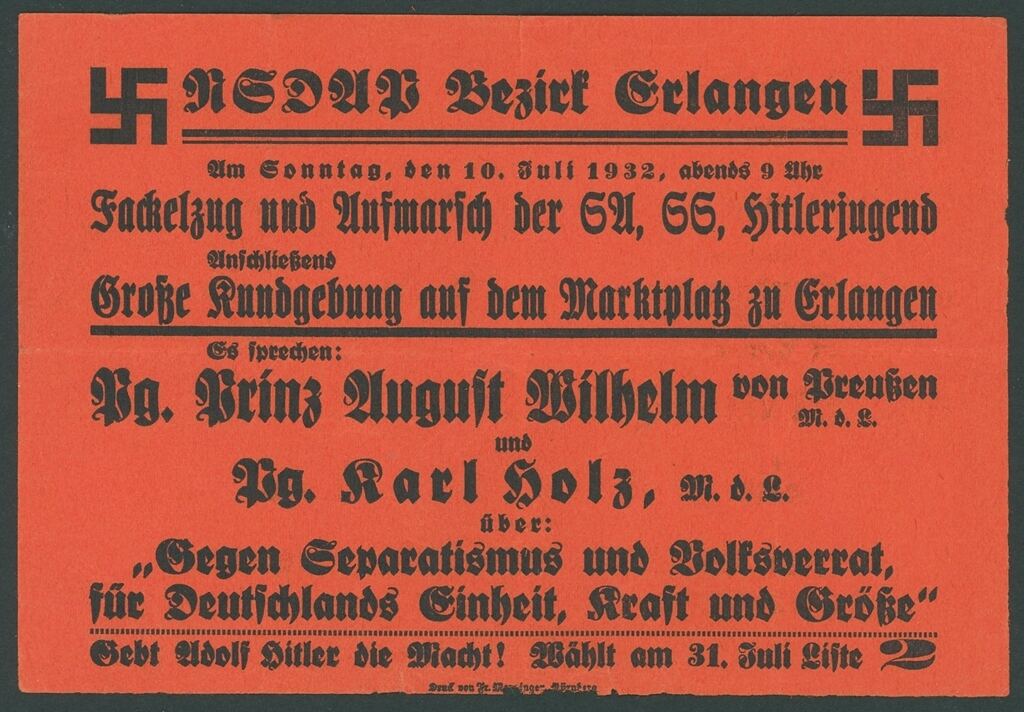 NSDAP Bezirk Erlangen
Am Sonntag, den 10. Juli 1932, abends 9 Uhr
Fackelzug und Aufmarsch der SA, SS, Hitlerjugend
Anschließend
Große Kundgebung auf dem Marktplatz zu Erlangen
Es sprechen:
Pg. Prinz August Wilhelm von Preußen
M. d. L.
und
Pg. Karl Holz, M. d. L.
über:
„Gegen Separatismus und Volksverrat,
für Deutschlands Einheit, Kraft und Größe“
Gebt Adolf Hitler die Macht! Wählt am 31. Juli Liste 2
Druck von Fr. Nürnberg